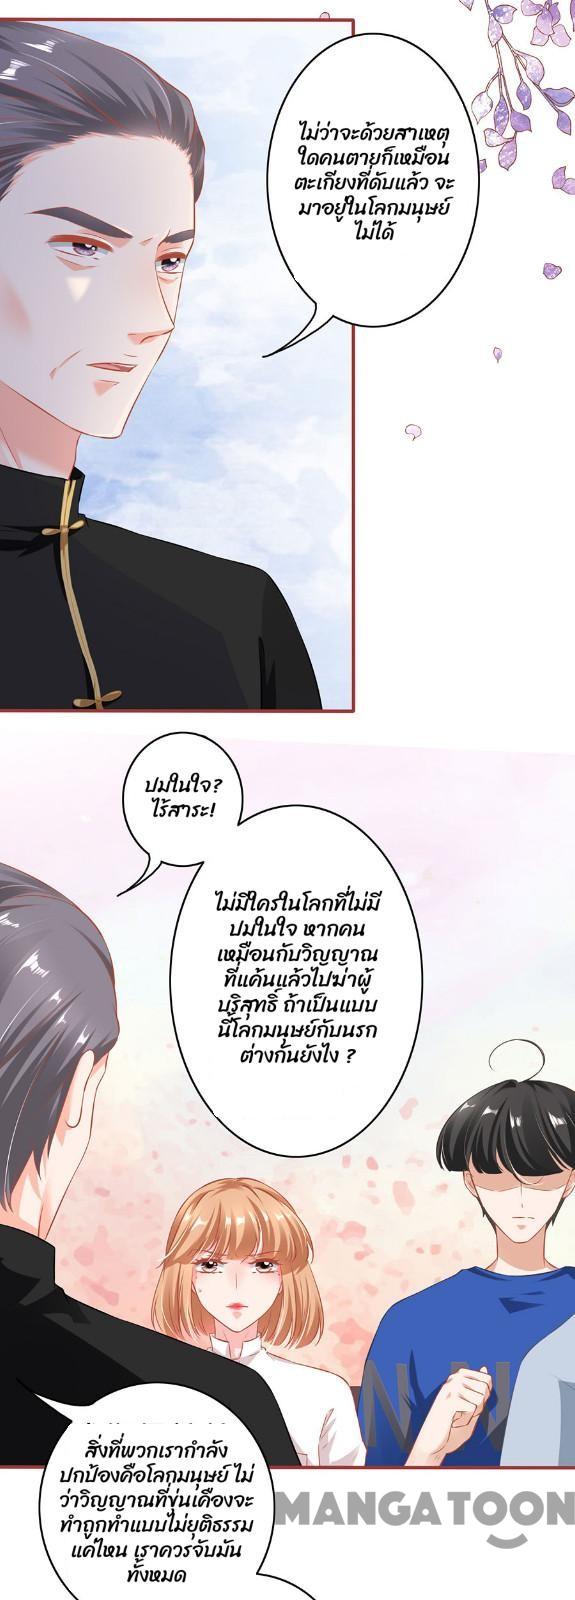 ไม่ว่าจะด้วยสาเหตุ
ใดคนตายก็เหมือน
ตะเกียงที่ดับแล้ว จะ
มาอยู่ในโลกมนุษย์
ไม่ได้
ปมในใจ?
ไร้สาระ!
ไม่มีใครในโลกที่ไม่มี
ปมในใจ หากคน
เหมือนกับวิญญาณ
ที่แค้นแล้วไปฆ่าผู้
บริสุทธิ์ ถ้าเป็นแบบ
นี้โลกมนุษย์กับนรก
ต่างกันยังไง ?
สิ่งที่พวกเรากำลัง
ปกป้องคือโลกมนุษย์ ไม่
ว่าวิญญาณที่ขุ่นเคืองจะ
ทำถูกทำแบบไม่ยุติธรรม
แค่ไหน เราควรจับมัน
ทั้งหมด
MANGATOON